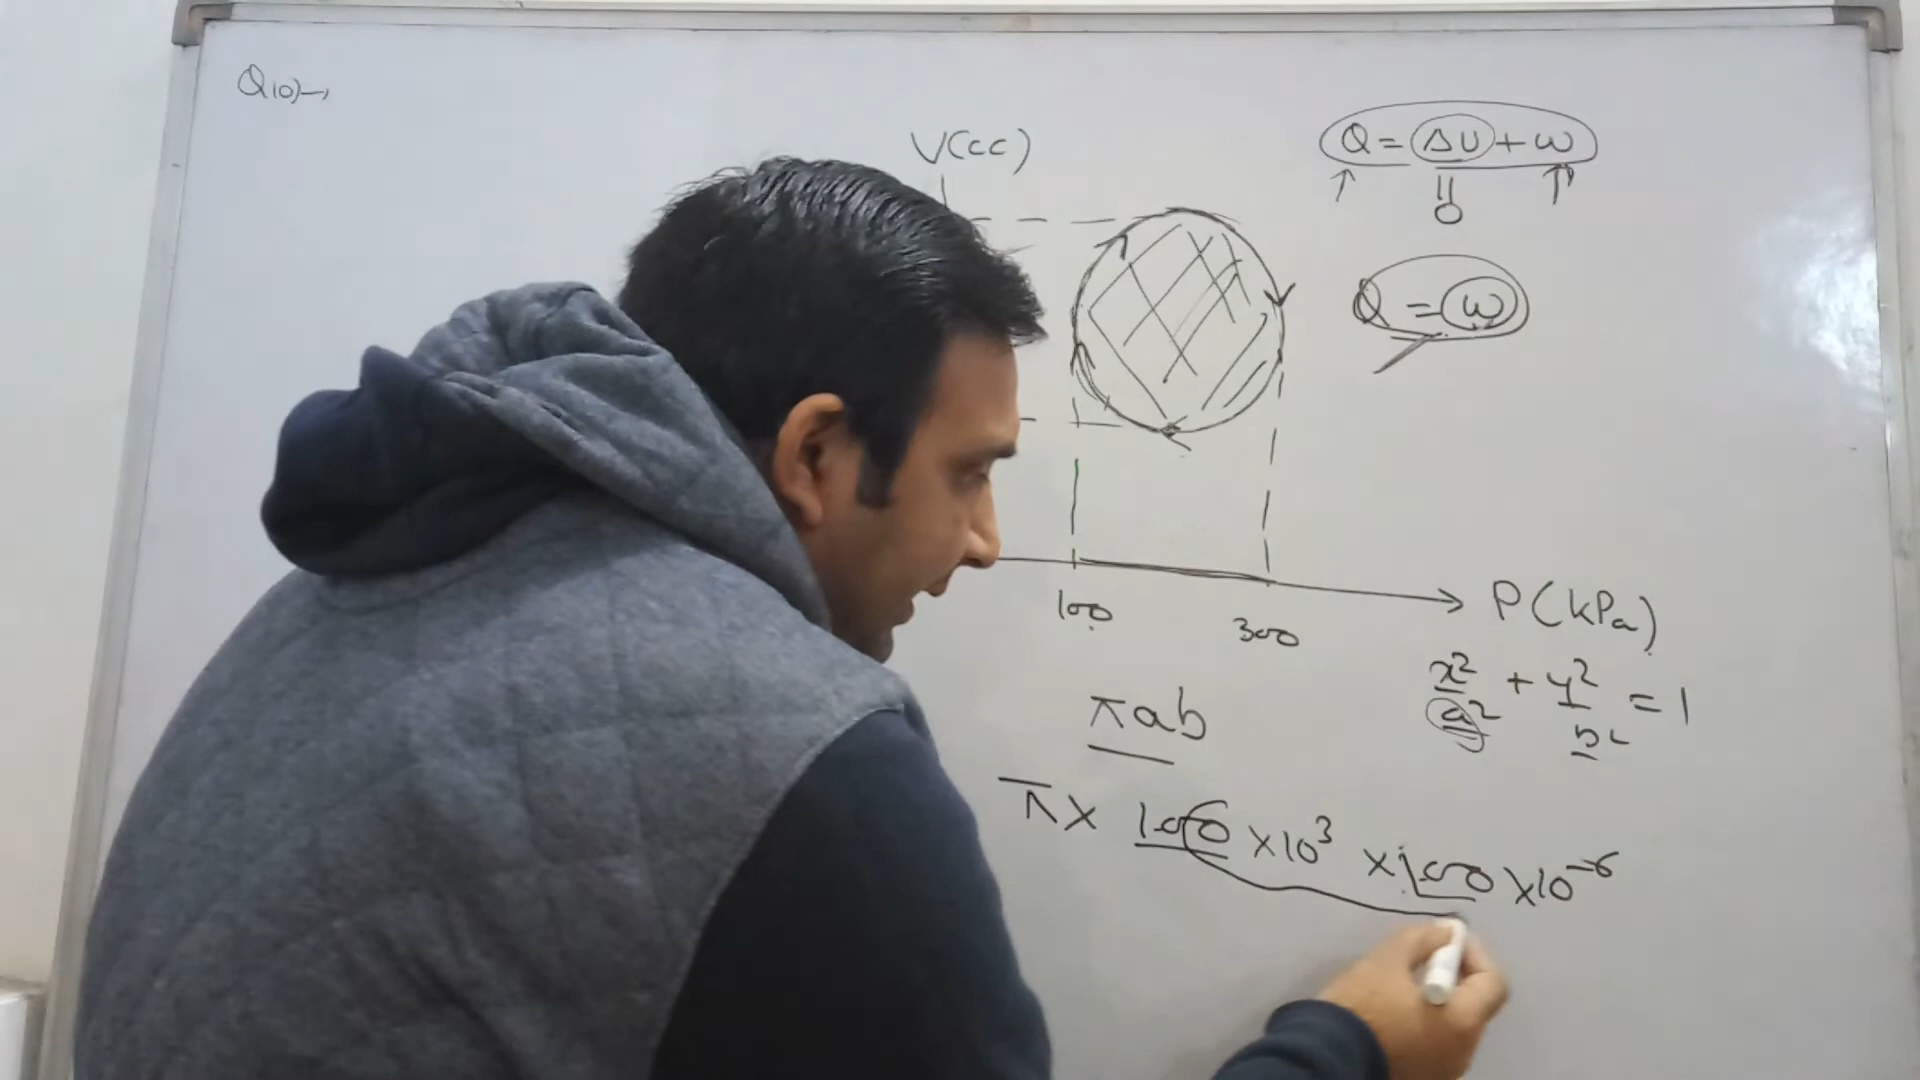 Q10)→
V(cc)
Q = ΔU + W
0
Q = W
100
300
P(kPa)
x²/a² + y²/b² = 1
πab
π × 100 × 10³ × 100 × 10⁻⁶